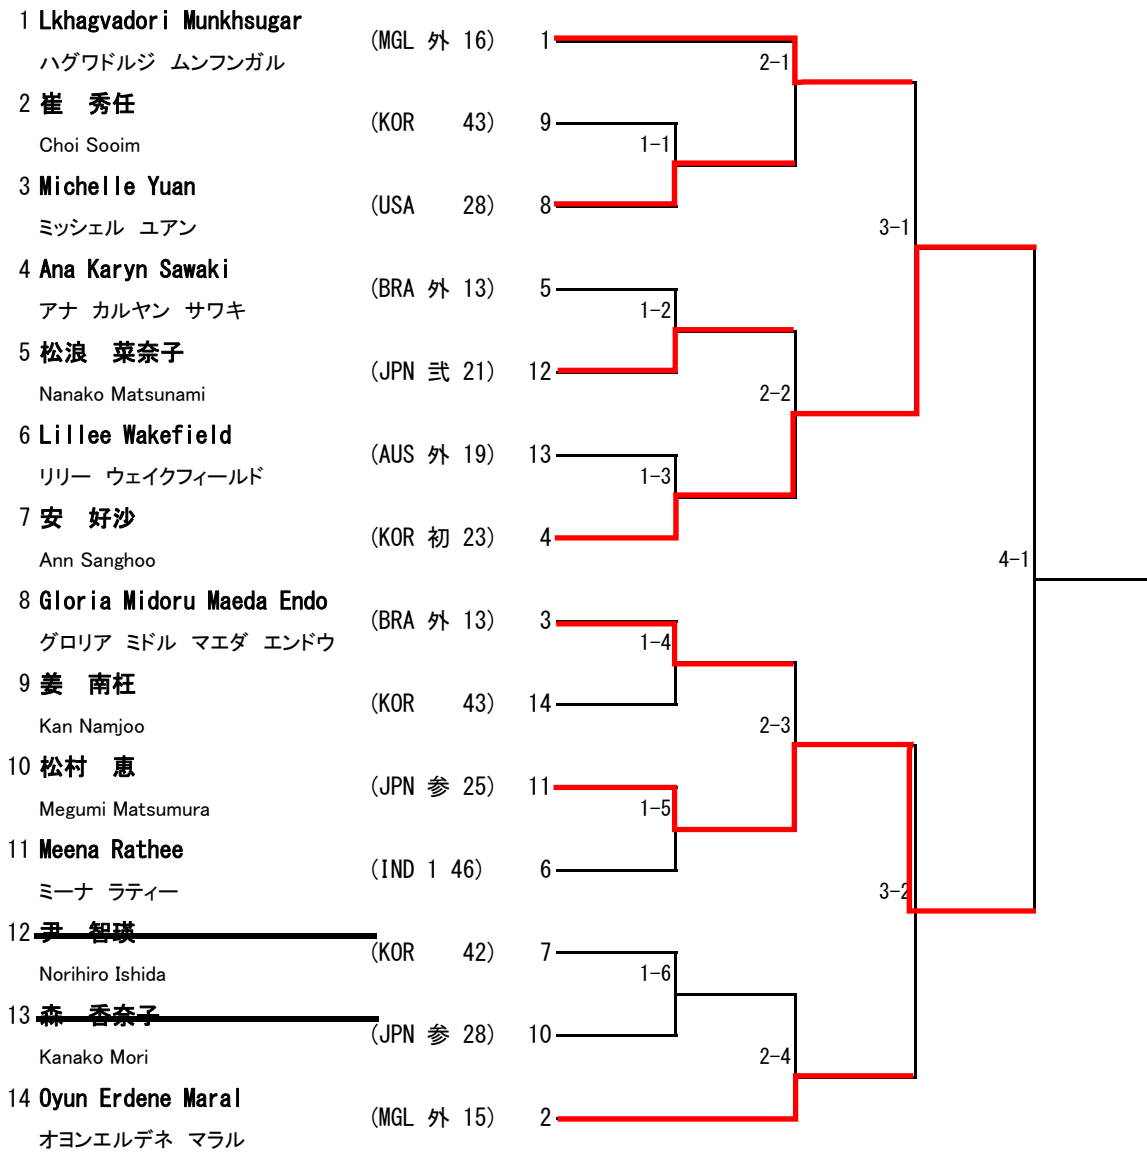 1 Lkhagvadori Munkhsugar
ハグワドルジ ムンフンガル
(MGL 外 16) 1
2-1
2 崔 秀任
Choi Sooim
(KOR 43) 9
1-1
3 Michelle Yuan
ミッシェル ユアン
(USA 28) 8
3-1
4 Ana Karyn Sawaki
アナ カルヤン サワキ
(BRA 外 13) 5
1-2
5 松浪 菜奈子
Nanako Matsunami
(JPN 弐 21) 12
2-2
6 Lillee Wakefield
リリー ウェイクフィールド
(AUS 外 19) 13
1-3
7 安 好沙
Ann Sanghoo
(KOR 初 23) 4
4-1
8 Gloria Midoru Maeda Endo
グロリア ミドル マエダ エンドウ
(BRA 外 13) 3
1-4
9 姜 南枉
Kan Namjoo
(KOR 43) 14
2-3
10 松村 恵
Megumi Matsumura
(JPN 参 25) 11
1-5
11 Meena Rathee
ミーナ ラティー
(IND 1 46) 6
3-2
12 尹 智瑛
Norihiro Ishida
(KOR 42) 7
1-6
13 森 香奈子
Kanako Mori
(JPN 参 28) 10
2-4
14 Oyun Erdene Maral
オヨンエルデネ マラル
(MGL 外 15) 2